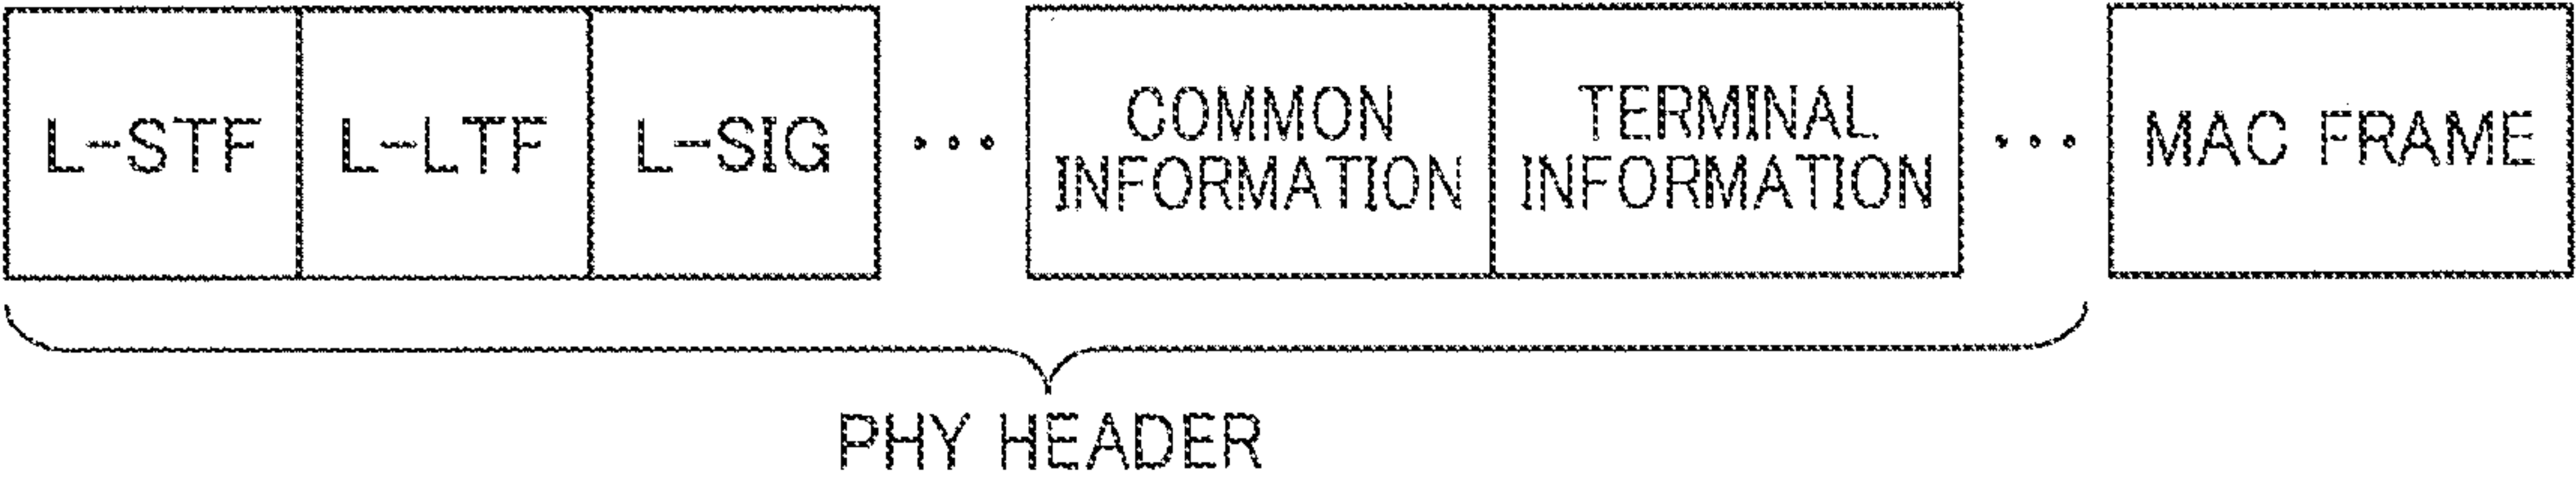 L-STF L-LTF L-SIG ... COMMON INFORMATION TERMINAL INFORMATION ... MAC FRAME
PHY HEADER